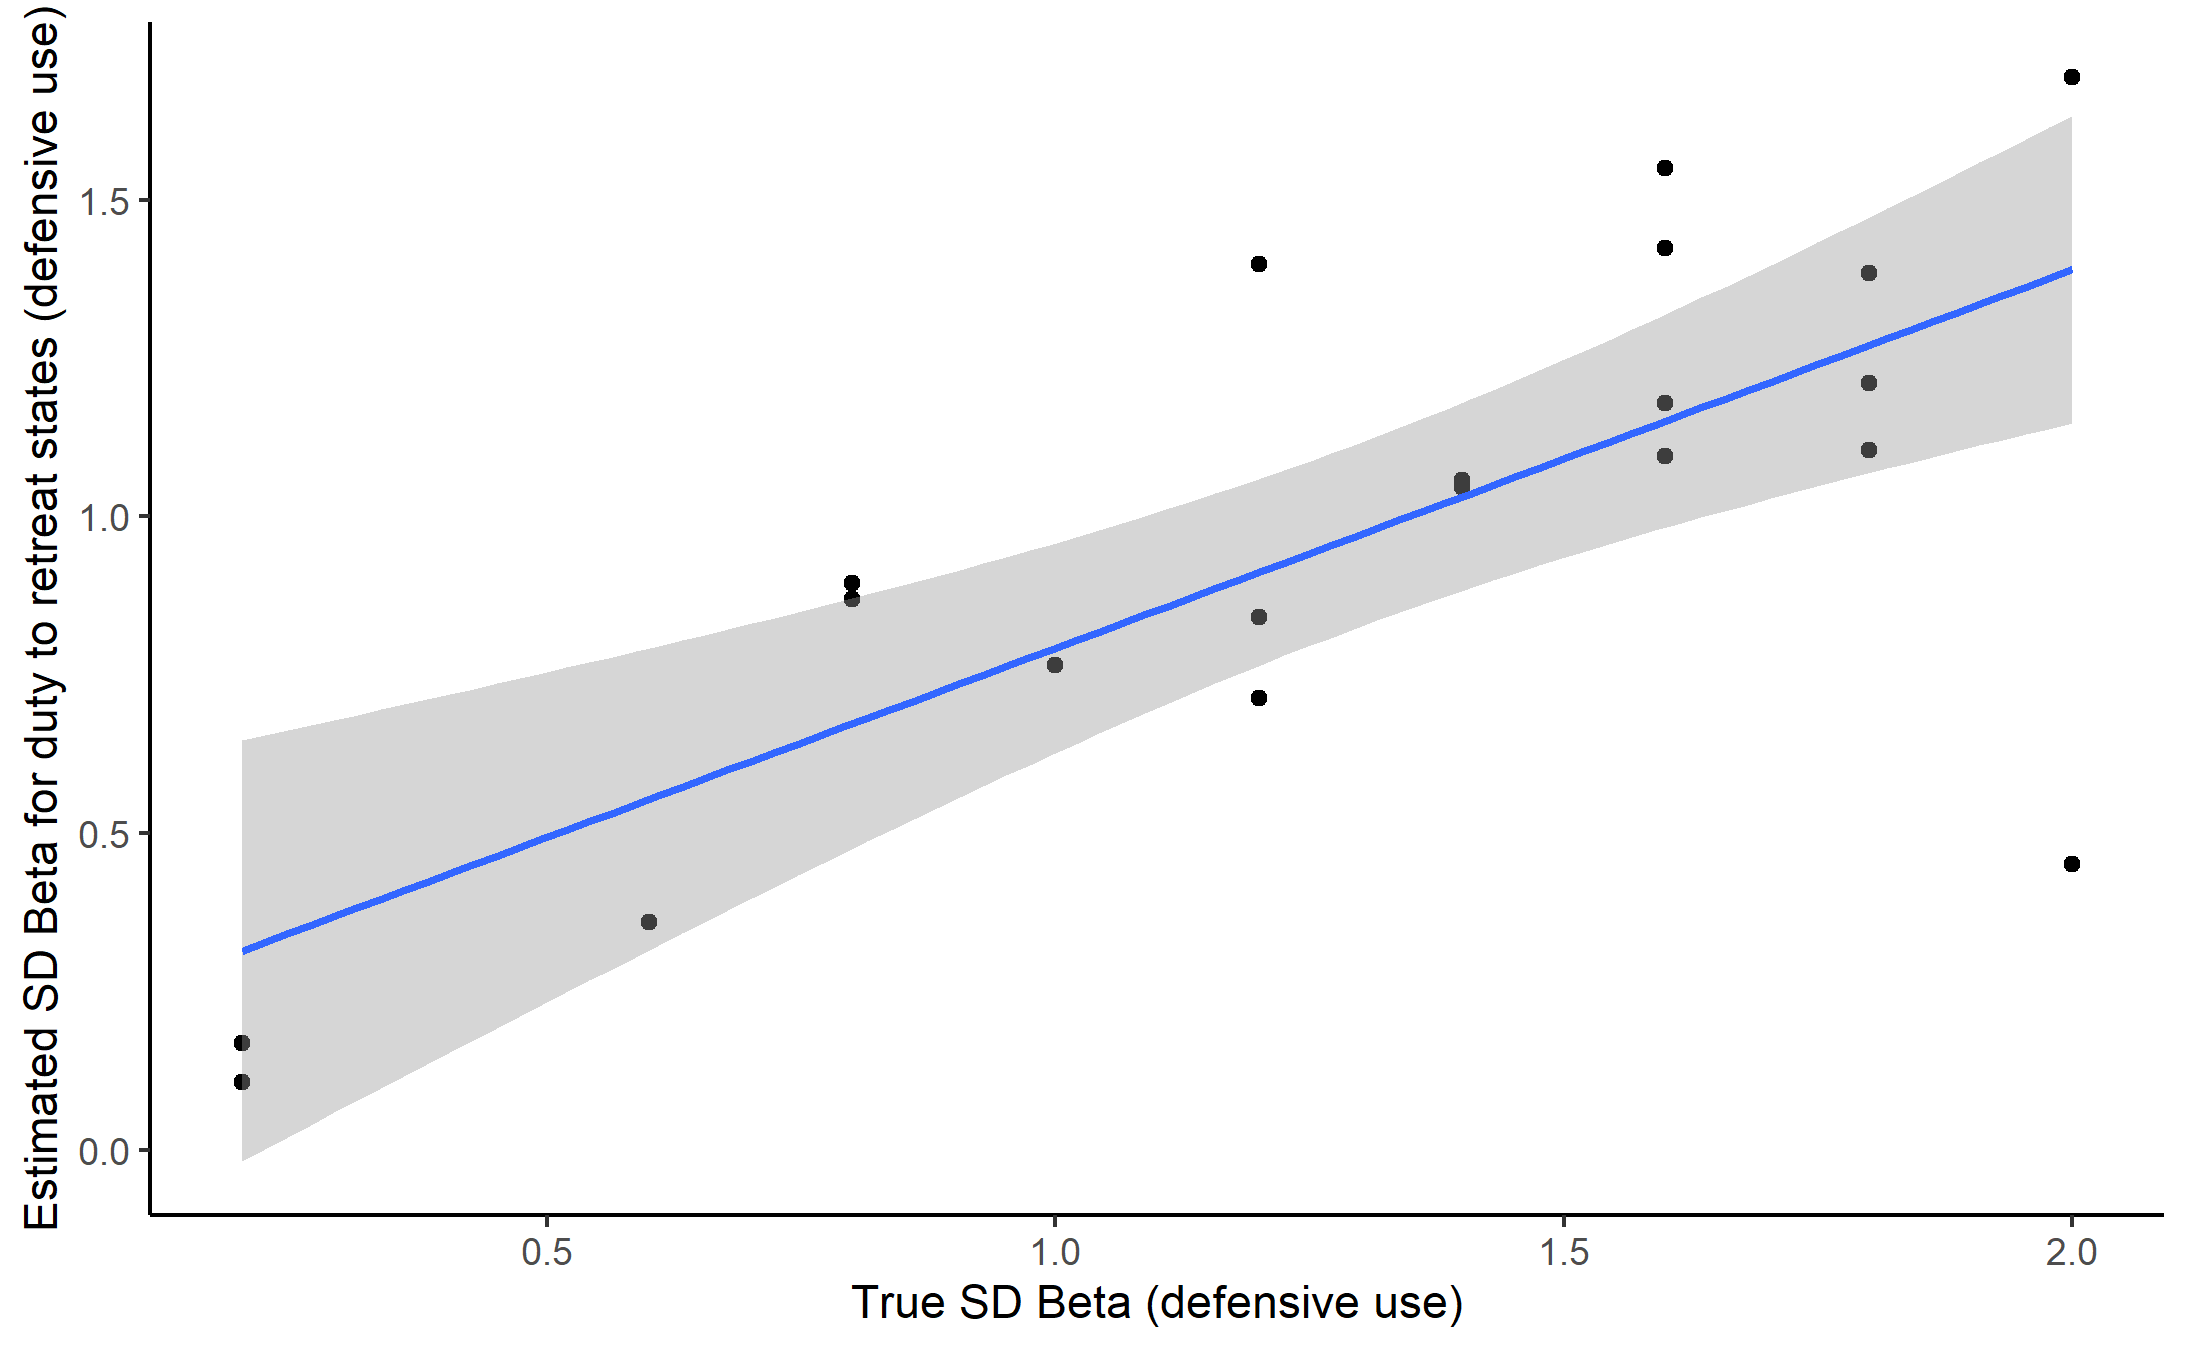 Estimated SD Beta for duty to retreat states (defensive use)
1.5
1.0
0.5
0.0
0.5 1.0 1.5 2.0
True SD Beta (defensive use)